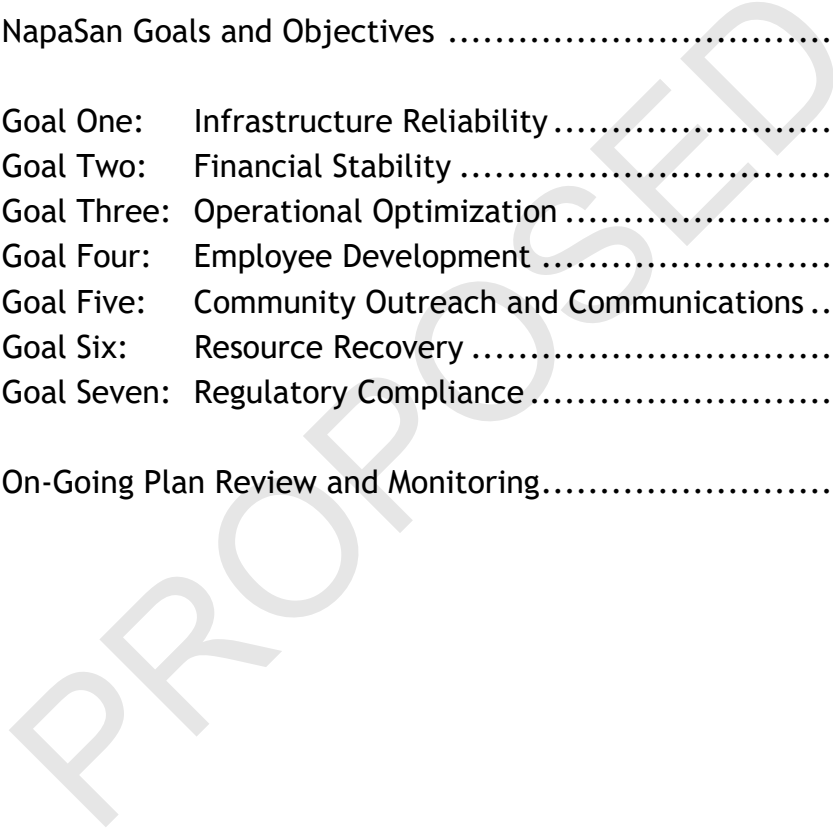 NapaSan Goals and Objectives .................................
Goal One: Infrastructure Reliability........................
Goal Two: Financial Stability ................................
Goal Three: Operational Optimization .......................
Goal Four: Employee Development .........................
Goal Five: Community Outreach and Communications ..
Goal Six: Resource Recovery ...............................
Goal Seven: Regulatory Compliance..........................
On-Going Plan Review and Monitoring.........................
PROPOSED